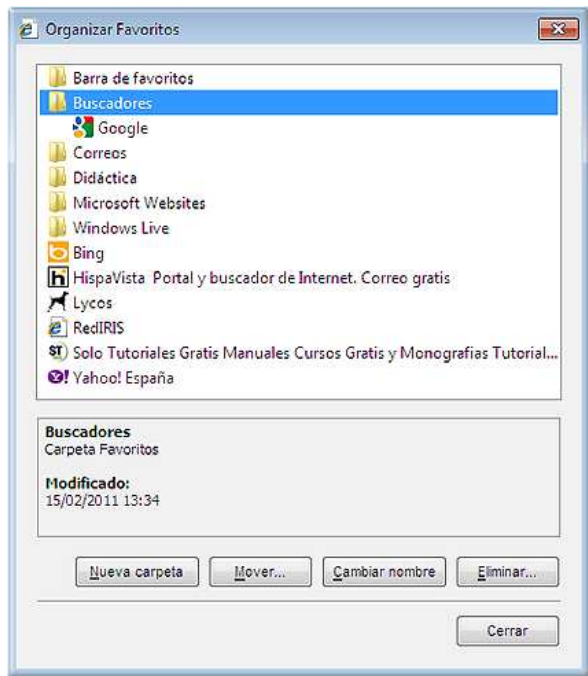 Organizar Favoritos
Barra de favoritos
Buscadores
Google
Correos
Didáctica
Microsoft Websites
Windows Live
Bing
HispaVista Portal y buscador de Internet. Correo gratis
Lycos
RedIRIS
ST Solo Tutoriales Gratis Manuales Cursos Gratis y Monografias Tutorial...
Yahoo! España
Buscadores
Carpeta Favoritos
Modificado:
15/02/2011 13:34
Nueva carpeta Mover... Cambiar nombre Eliminar...
Cerrar